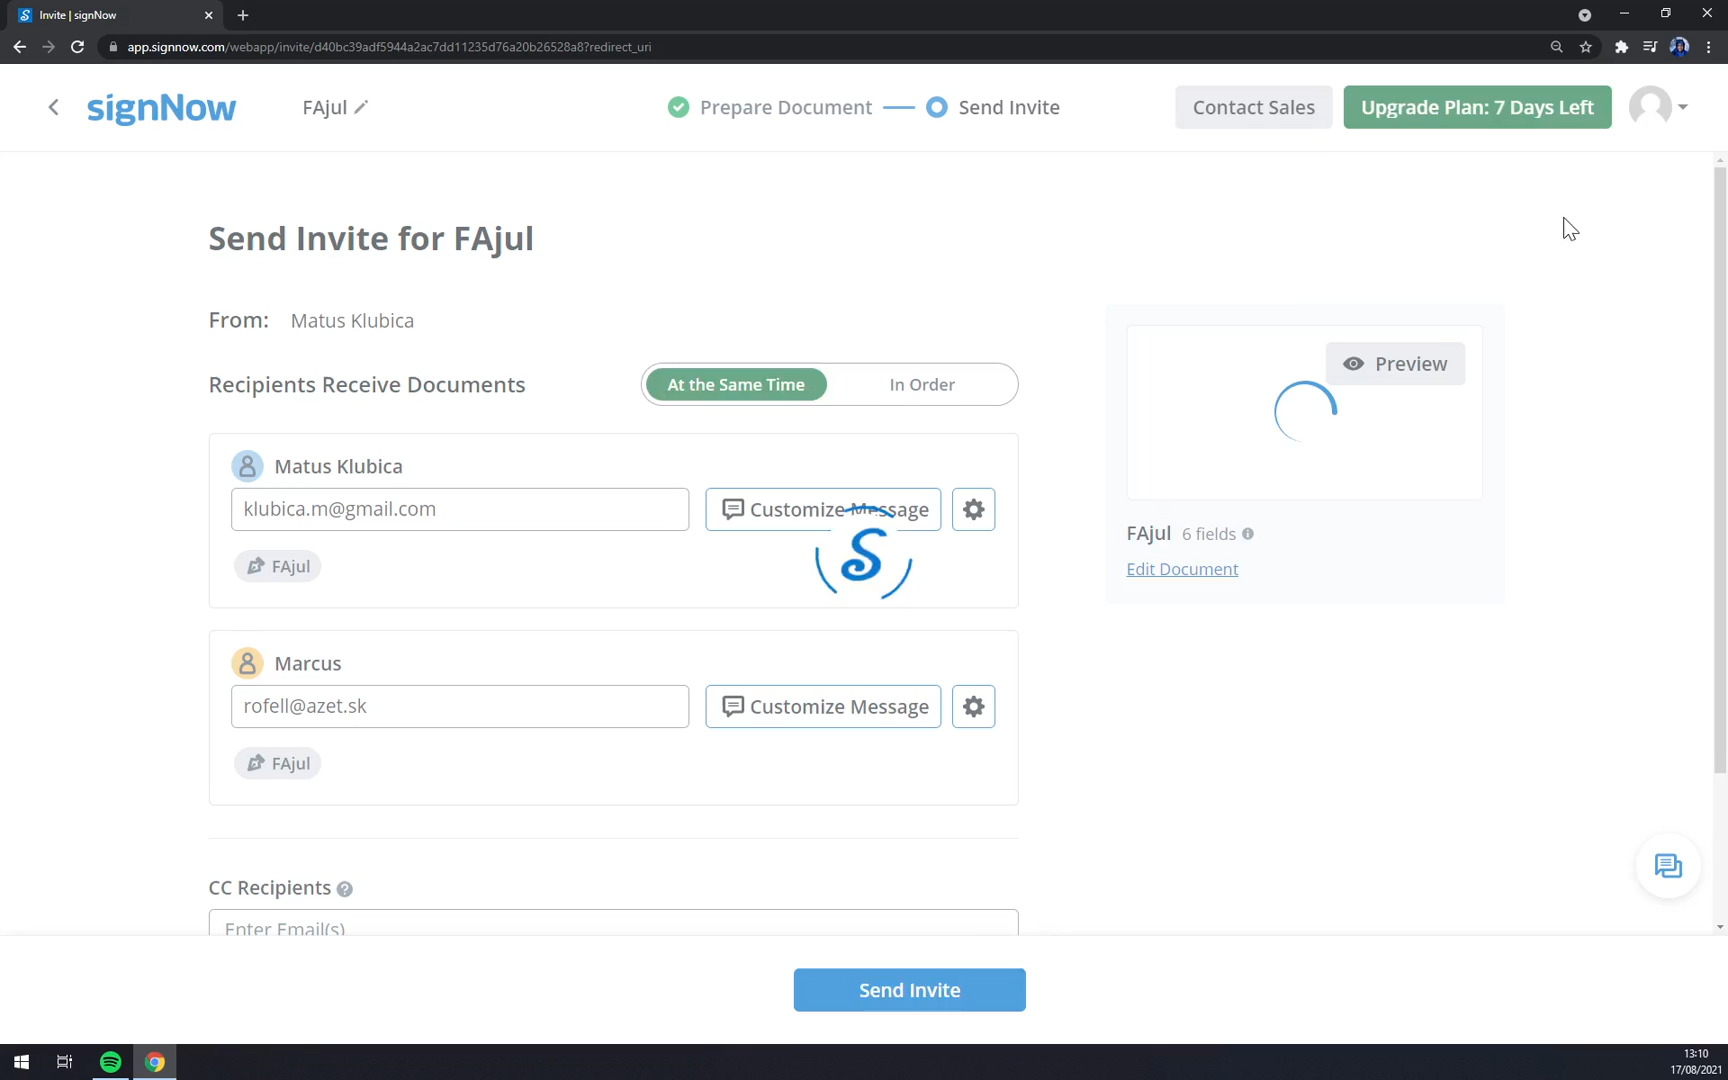 Invite | signNow
app.signnow.com/webapp/invite/d40bc39adf5944a2ac7dd11235d76a20b26528a8?redirect_uri
signNow
FAjul
Prepare Document
Send Invite
Contact Sales
Upgrade Plan: 7 Days Left
Send Invite for FAjul
From: Matus Klubica
Preview
Recipients Receive Documents
At the Same Time
In Order
Matus Klubica
klubica.m@gmail.com
Customize Message
FAjul
FAjul 6 fields
Edit Document
Marcus
rofell@azet.sk
Customize Message
FAjul
CC Recipients
Enter Email(s)
Send Invite
13:10
17/08/2021